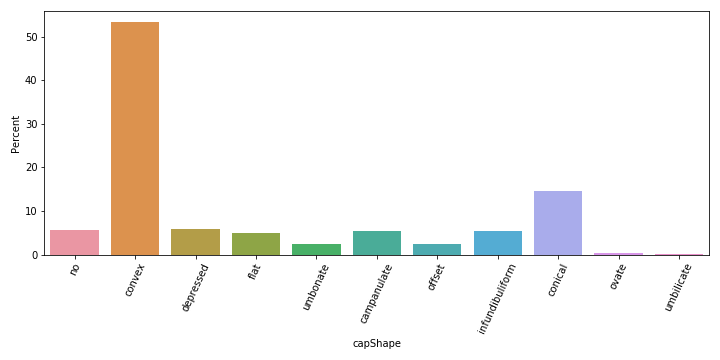 Percent
50
40
30
20
10
0
no
convex
depressed
flat
umbonate
campanulate
offset
infundibuliform
conical
ovate
umbilicate
capShape